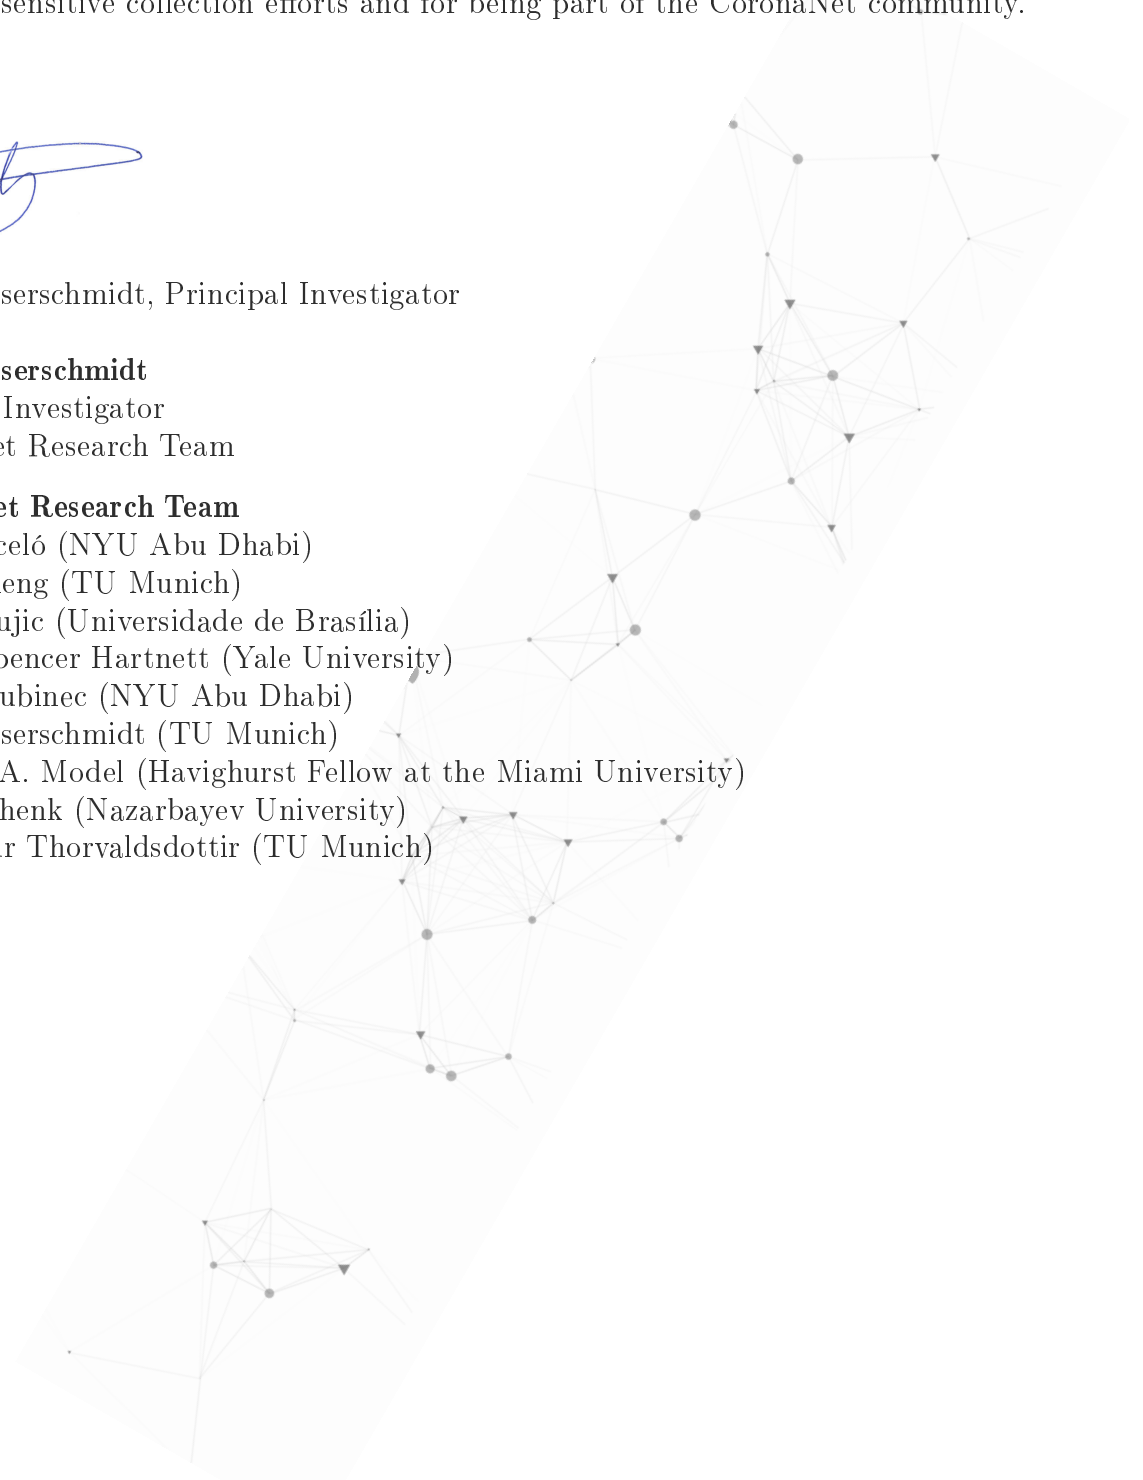 sensitive collection efforts and for being part of the CoronaNet community.
serschmidt, Principal Investigator
serschmidt
Investigator
et Research Team
et Research Team
celó (NYU Abu Dhabi)
eng (TU Munich)
ujic (Universidade de Brasília)
pencer Hartnett (Yale University)
ubinec (NYU Abu Dhabi)
serschmidt (TU Munich)
A. Model (Havighurst Fellow at the Miami University)
henk (Nazarbayev University)
r Thorvaldsdottir (TU Munich)